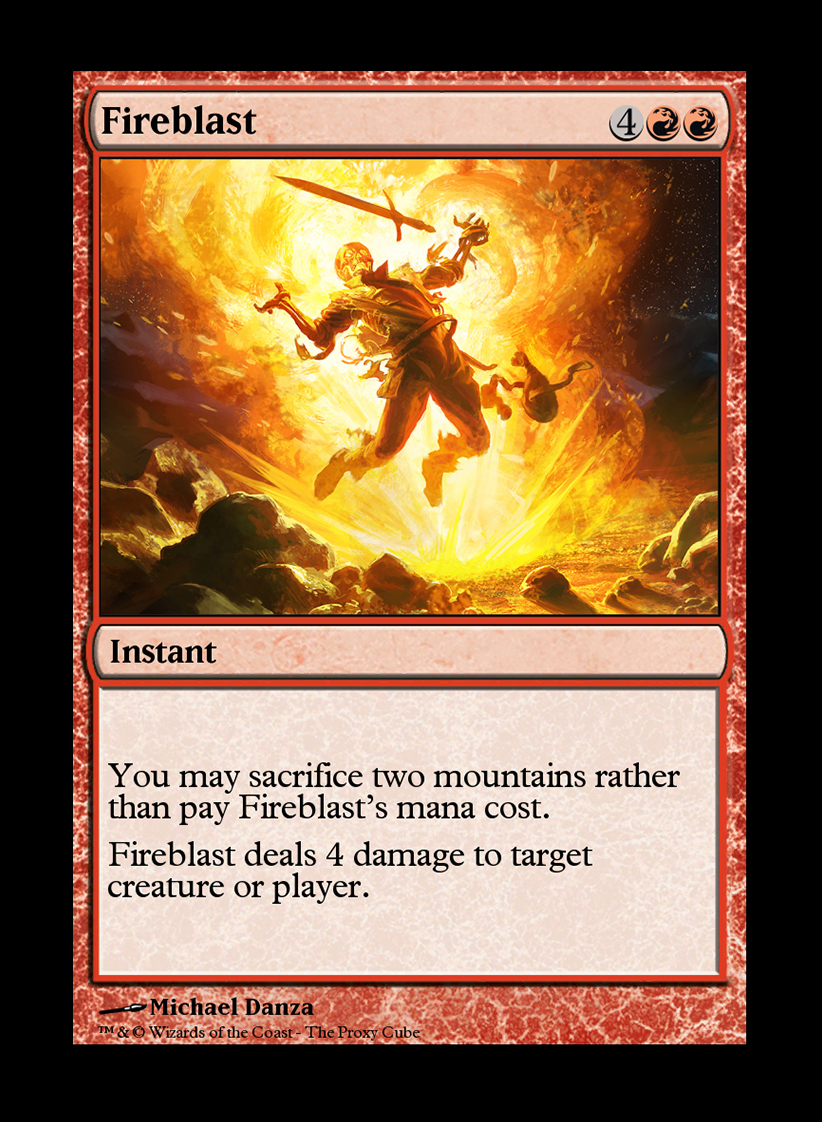 Fireblast 4
Instant
You may sacrifice two mountains rather
than pay Fireblast's mana cost.
Fireblast deals 4 damage to target
creature or player.
Michael Danza
™ & © Wizards of the Coast - The Proxy Cube